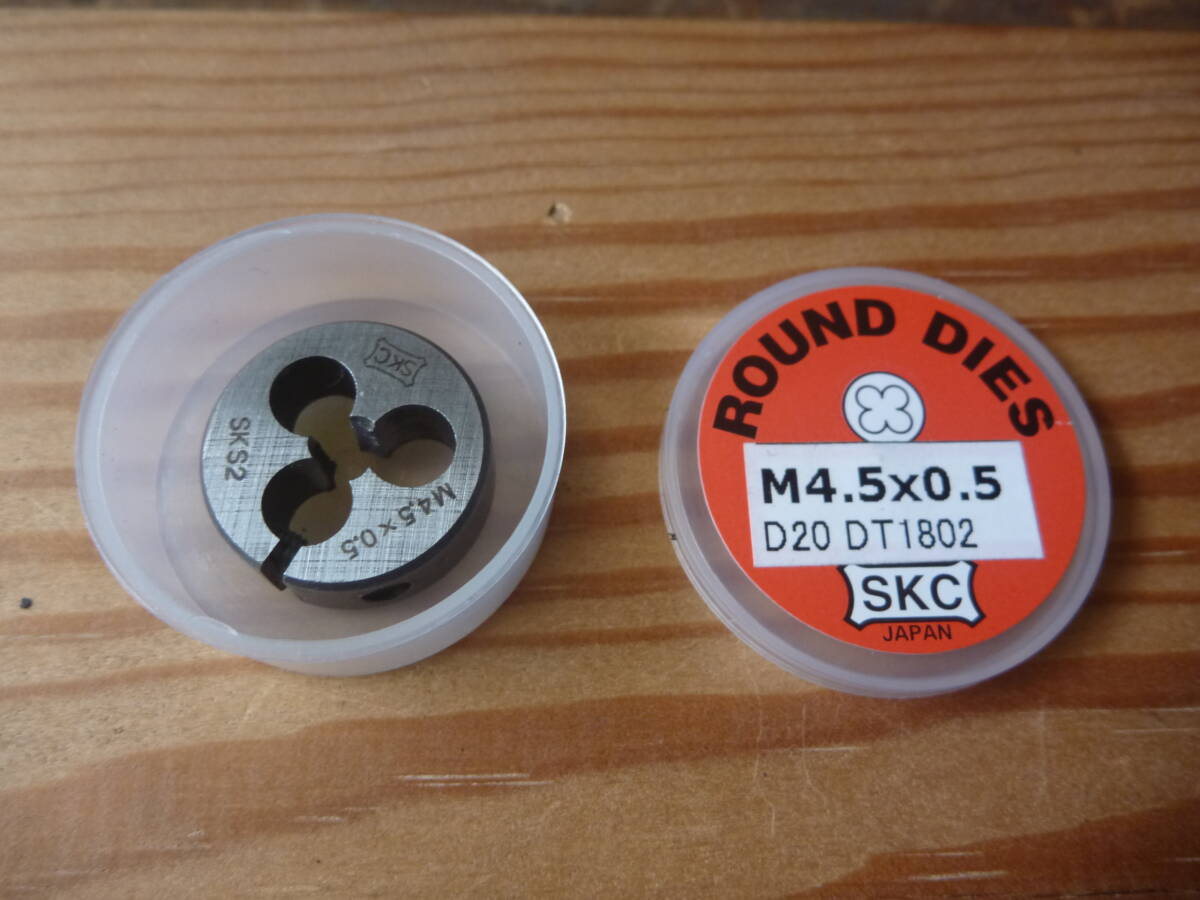 SKC
SKS2
M4.5×0.5
ROUND DIES
M4.5x0.5
D20 DT1802
SKC
JAPAN